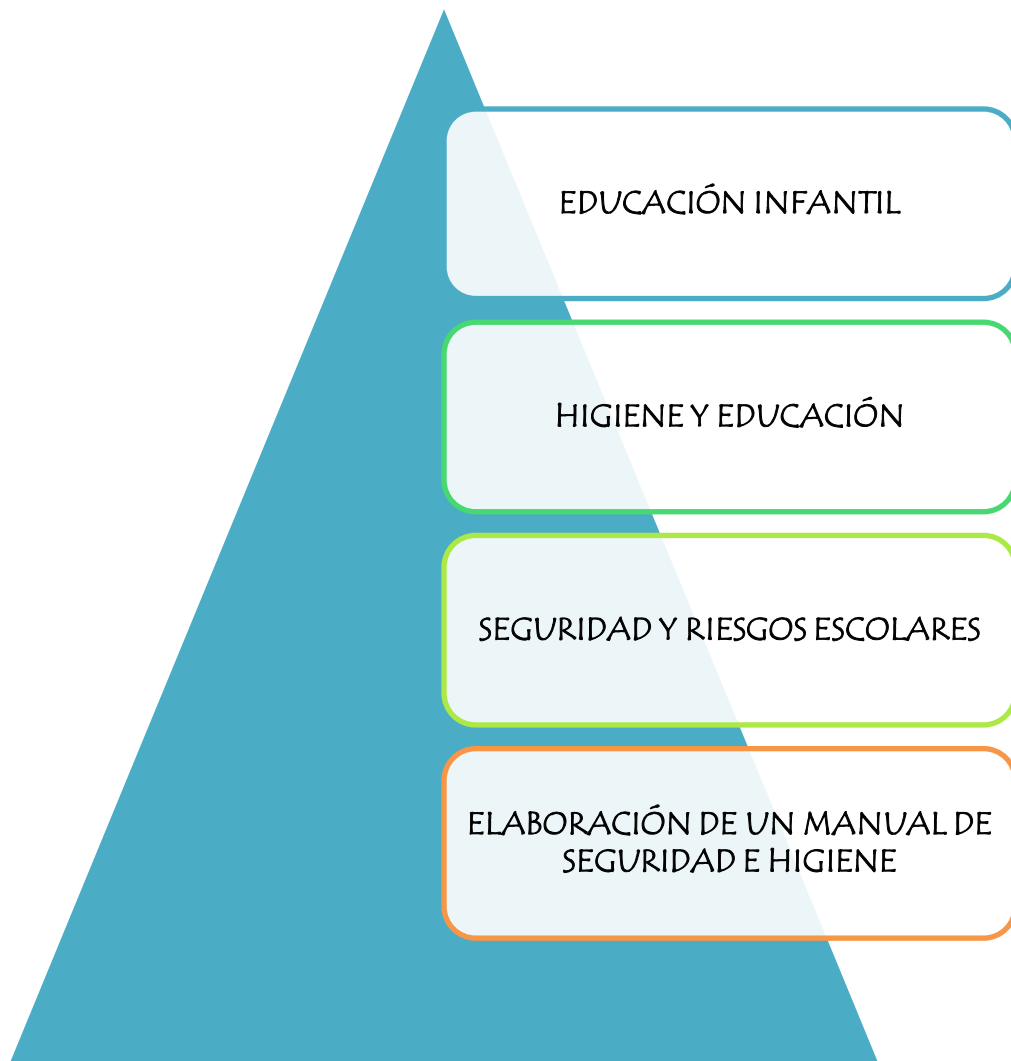 EDUCACIÓN INFANTIL
HIGIENE Y EDUCACIÓN
SEGURIDAD Y RIESGOS ESCOLARES
ELABORACIÓN DE UN MANUAL DE
SEGURIDAD E HIGIENE